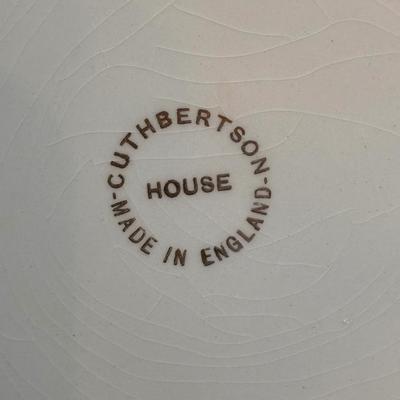 CUTHBERTSON
HOUSE
-MADE IN ENGLAND-